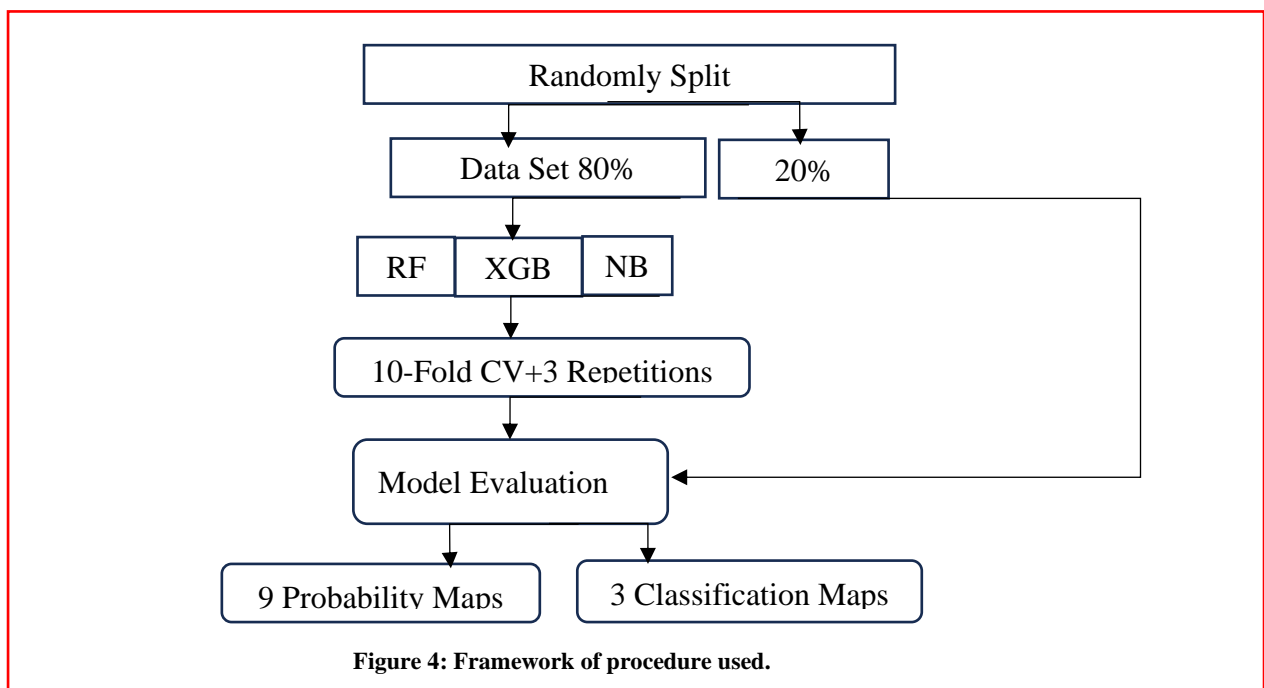 Randomly Split
Data Set 80%
20%
RF
XGB
NB
10-Fold CV+3 Repetitions
Model Evaluation
9 Probability Maps
3 Classification Maps
Figure 4: Framework of procedure used.